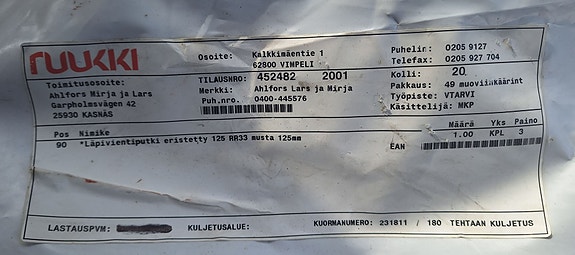 RUUKKI
Osoite: Kalkkimäentie 1
62800 VIMPELI
Puhelin: 0205 9127
Telefax: 0205 927 704
Toimitusosoite:
Ahlfors Mirja ja Lars
Garpholmsvägen 42
25930 KASNÄS
TILAUSNRO: 452482 2001
Merkki: Ahlfors Lars ja Mirja
Puh.nro. 0400-445576
Kolli: 20
Pakkaus: 49 muoviinkäärint
Työpiste: VTARVI
Käsittelijä: MKP
Pos Nimike Määrä Yks Paino
90 *Läpivientiputki eristetty 125 RR33 musta 125mm 1.00 KPL 3
EAN
LASTAUSPVM: KULJETUSALUE: KUORMANUMERO: 231811 / 180 TEHTAAN KULJETUS